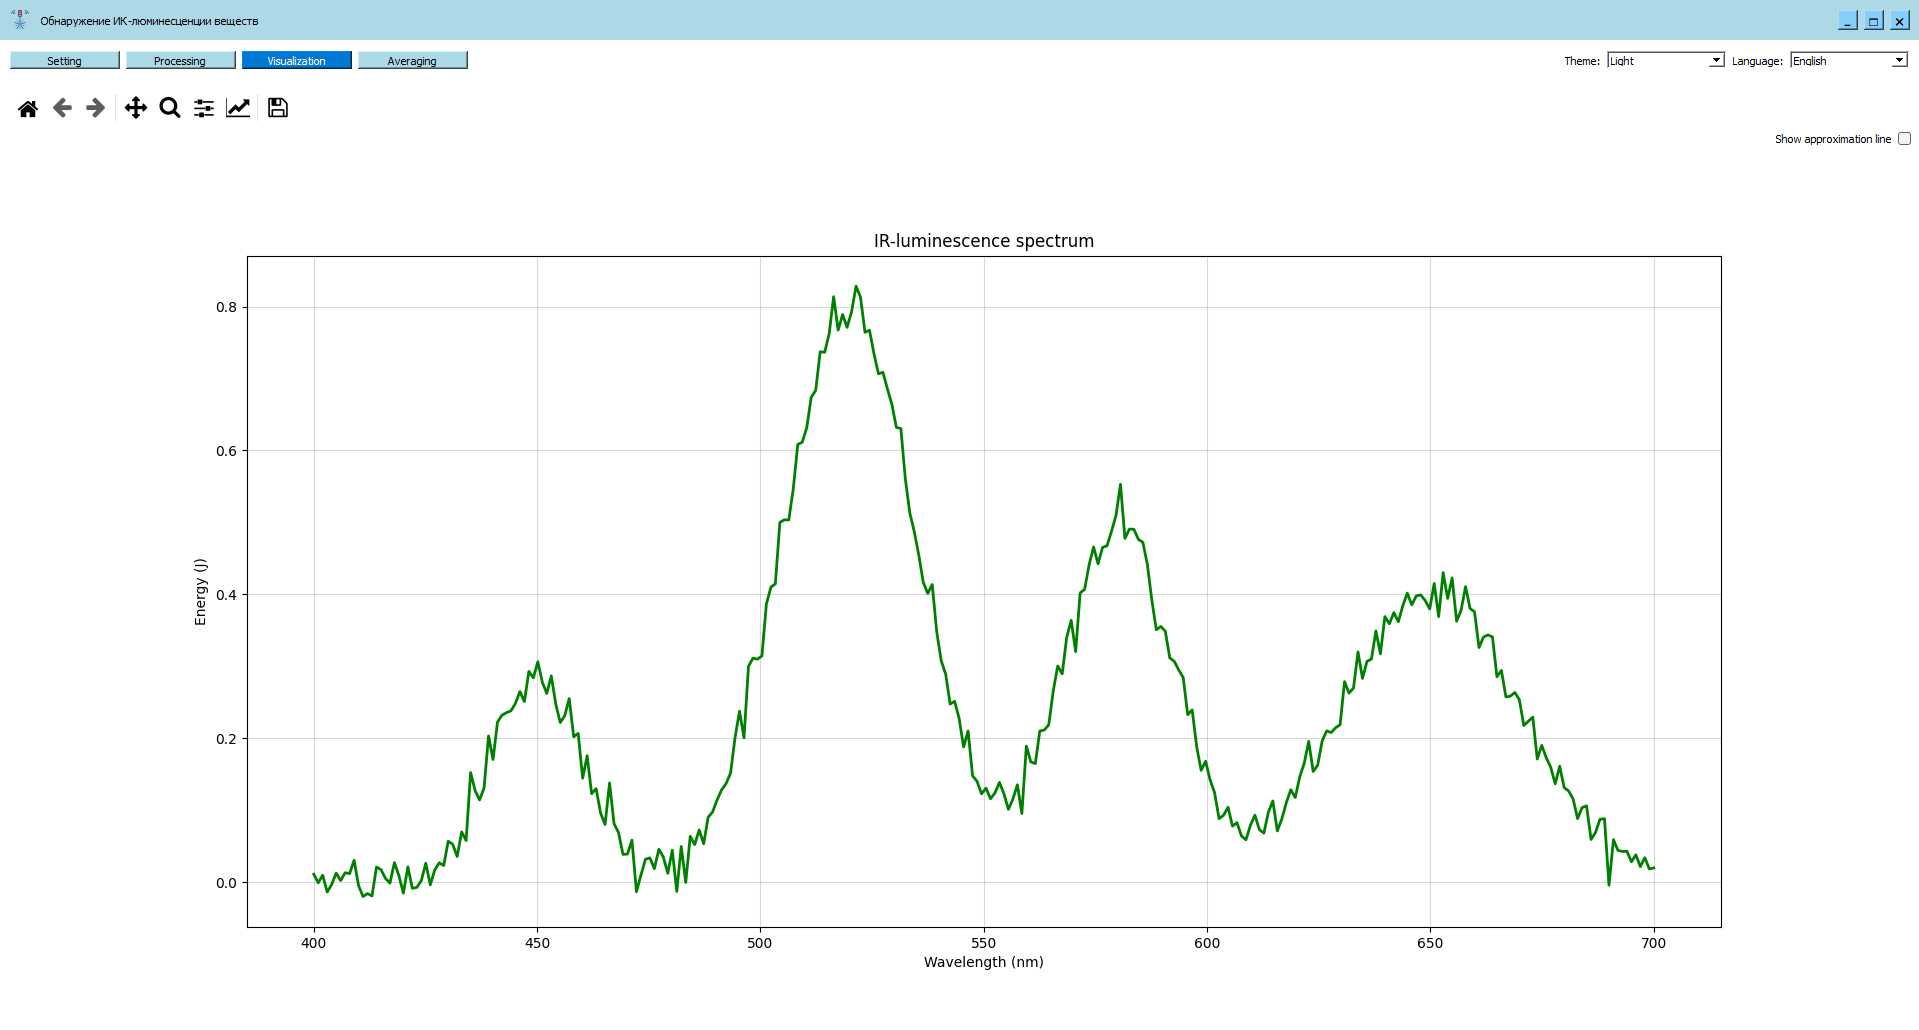 Обнаружение ИК-люминесценции веществ
Setting Processing Visualization Averaging Theme: Light Language: English
Show approximation line
IR-luminescence spectrum
0.8
0.6
0.4
0.2
0.0
Energy (J)
400 450 500 550 600 650 700
Wavelength (nm)